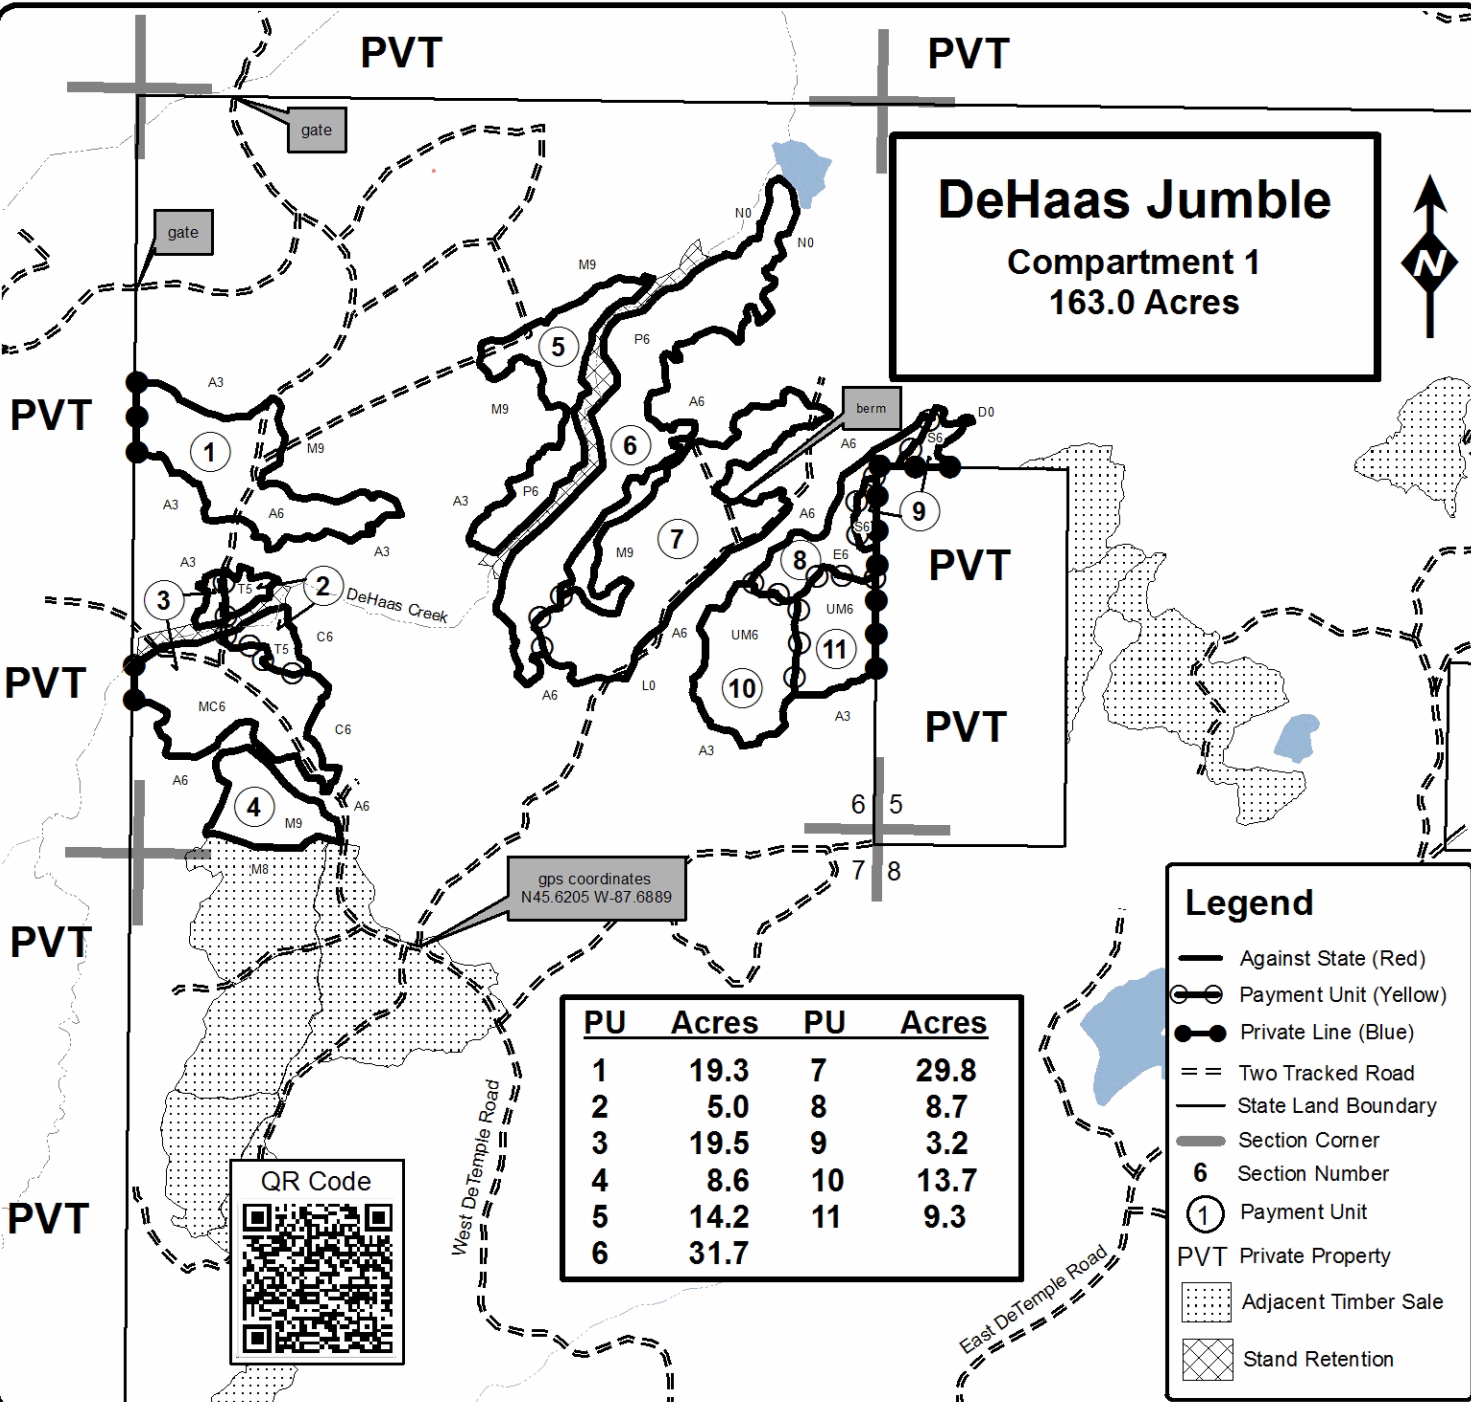 PVT
PVT
gate
gate
DeHaas Jumble
Compartment 1
163.0 Acres
N
N0
N0
M9
5
P6
A3
PVT
M9
A6
berm
D0
A6
S6
1
M9
6
A3
A6
A3
P6
A3
A6
9
S6
7
M9
8
E6
PVT
A3
3
T5
2
DeHaas Creek
C6
T5
A6
UM6
UM6
11
PVT
MC6
A6
L0
10
A3
A3
PVT
C6
A6
4
M9
A6
M8
6 5
7 8
gps coordinates
N45.6205 W-87.6889
PVT
PU Acres PU Acres
1 19.3 7 29.8
2 5.0 8 8.7
3 19.5 9 3.2
4 8.6 10 13.7
5 14.2 11 9.3
6 31.7
West DeTemple Road
East DeTemple Road
PVT
QR Code
Legend
Against State (Red)
Payment Unit (Yellow)
Private Line (Blue)
Two Tracked Road
State Land Boundary
Section Corner
6 Section Number
1 Payment Unit
PVT Private Property
Adjacent Timber Sale
Stand Retention